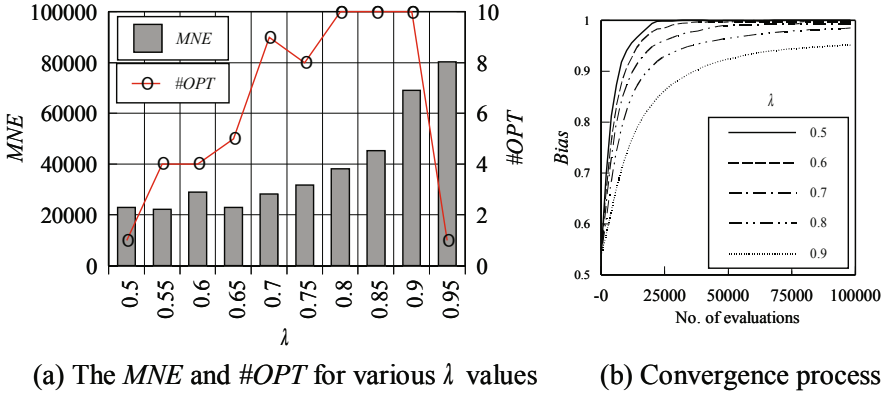 100000
80000
60000
40000
20000
0
MNE
MNE
#OPT
10
8
6
4
2
0
#OPT
0.5 0.55 0.6 0.65 0.7 0.75 0.8 0.85 0.9 0.95
λ
(a) The MNE and #OPT for various λ values
1
0.9
0.8
0.7
0.6
0.5
Bias
λ
0.5
0.6
0.7
0.8
0.9
-0 25000 50000 75000 100000
No. of evaluations
(b) Convergence process